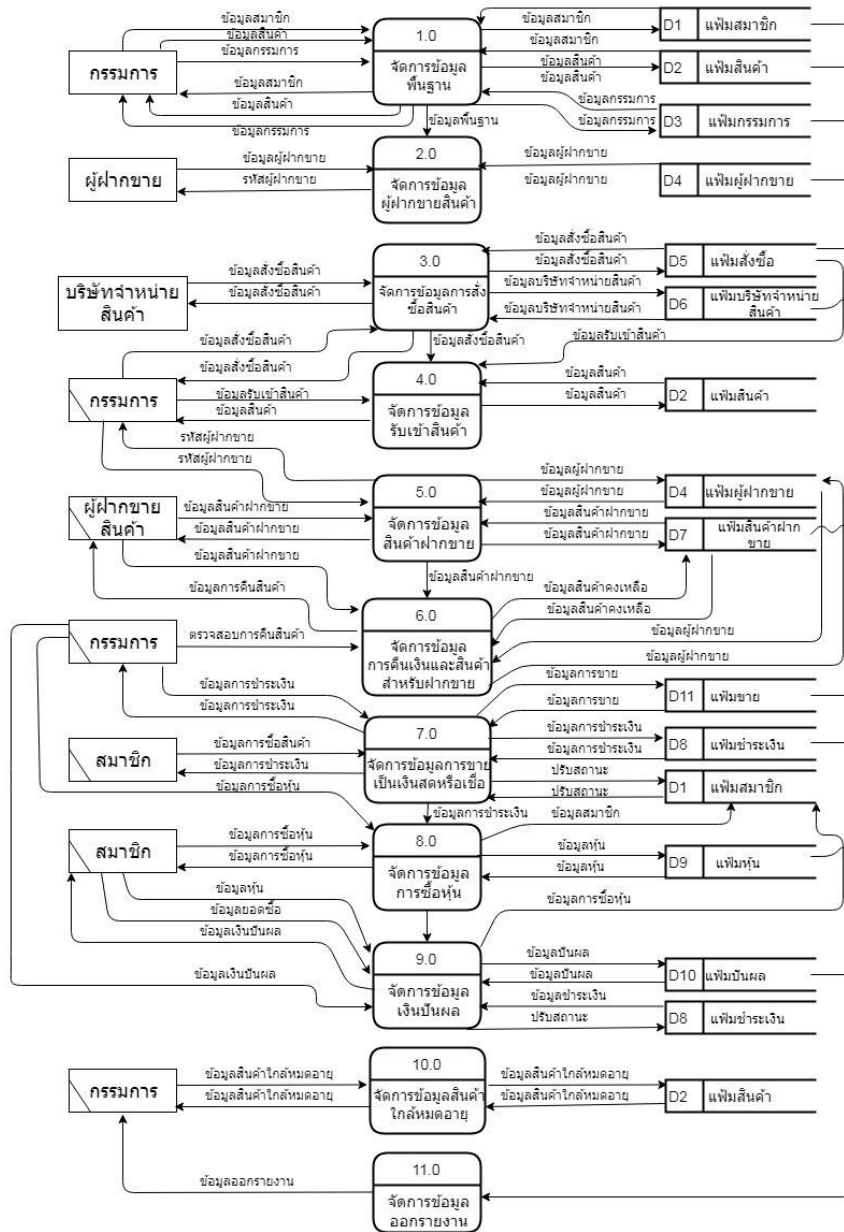 ข้อมูลสมาชิก
ข้อมูลสินค้า
ข้อมูลกรรมการ
กรรมการ
ข้อมูลสมาชิก
ข้อมูลสินค้า
ข้อมูลกรรมการ
1.0
จัดการข้อมูล
พื้นฐาน
ข้อมูลสมาชิก
ข้อมูลสมาชิก
ข้อมูลสินค้า
ข้อมูลสินค้า
ข้อมูลกรรมการ
ข้อมูลกรรมการ
D1 แฟ้มสมาชิก
D2 แฟ้มสินค้า
D3 แฟ้มกรรมการ
ข้อมูลพื้นฐาน
ผู้ฝากขาย
ข้อมูลผู้ฝากขาย
รหัสผู้ฝากขาย
2.0
จัดการข้อมูล
ผู้ฝากขายสินค้า
ข้อมูลผู้ฝากขาย
ข้อมูลผู้ฝากขาย
D4 แฟ้มผู้ฝากขาย
บริษัทจำหน่าย
สินค้า
ข้อมูลสั่งซื้อสินค้า
ข้อมูลสั่งซื้อสินค้า
3.0
จัดการข้อมูลการสั่ง
ซื้อสินค้า
ข้อมูลสั่งซื้อสินค้า
ข้อมูลสั่งซื้อสินค้า
ข้อมูลบริษัทจำหน่ายสินค้า
ข้อมูลบริษัทจำหน่ายสินค้า
D5 แฟ้มสั่งซื้อ
D6 แฟ้มบริษัทจำหน่าย
สินค้า
ข้อมูลสั่งซื้อสินค้า
ข้อมูลรับเข้าสินค้า
กรรมการ
ข้อมูลสั่งซื้อสินค้า
ข้อมูลสั่งซื้อสินค้า
ข้อมูลรับเข้าสินค้า
ข้อมูลสินค้า
4.0
จัดการข้อมูล
รับเข้าสินค้า
ข้อมูลสินค้า
ข้อมูลสินค้า
D2 แฟ้มสินค้า
รหัสผู้ฝากขาย
รหัสผู้ฝากขาย
ผู้ฝากขาย
สินค้า
ข้อมูลสินค้าฝากขาย
ข้อมูลสินค้าฝากขาย
ข้อมูลสินค้าฝากขาย
ข้อมูลการคืนสินค้า
5.0
จัดการข้อมูล
สินค้าฝากขาย
ข้อมูลผู้ฝากขาย
ข้อมูลผู้ฝากขาย
ข้อมูลสินค้าฝากขาย
ข้อมูลสินค้าฝากขาย
D4 แฟ้มผู้ฝากขาย
D7 แฟ้มสินค้าฝาก
ขาย
ข้อมูลสินค้าฝากขาย
กรรมการ
ตรวจสอบการคืนสินค้า
6.0
จัดการข้อมูล
การคืนเงินและสินค้า
สำหรับฝากขาย
ข้อมูลสินค้าคงเหลือ
ข้อมูลสินค้าคงเหลือ
ข้อมูลผู้ฝากขาย
ข้อมูลผู้ฝากขาย
ข้อมูลการชำระเงิน
ข้อมูลการชำระเงิน
สมาชิก
ข้อมูลการซื้อสินค้า
ข้อมูลการชำระเงิน
ข้อมูลการซื้อหุ้น
7.0
จัดการข้อมูลการขาย
เป็นเงินสดหรือเชื่อ
ข้อมูลการขาย
ข้อมูลการขาย
ข้อมูลการชำระเงิน
ข้อมูลการชำระเงิน
ปรับสถานะ
ปรับสถานะ
D11 แฟ้มขาย
D8 แฟ้มชำระเงิน
D1 แฟ้มสมาชิก
ข้อมูลการชำระเงิน
ข้อมูลสมาชิก
สมาชิก
ข้อมูลการซื้อหุ้น
ข้อมูลการซื้อหุ้น
8.0
จัดการข้อมูล
การซื้อหุ้น
ข้อมูลหุ้น
ข้อมูลหุ้น
D9 แฟ้มหุ้น
ข้อมูลหุ้น
ข้อมูลยอดซื้อ
ข้อมูลเงินปันผล
ข้อมูลเงินปันผล
ข้อมูลการซื้อหุ้น
9.0
จัดการข้อมูล
เงินปันผล
ข้อมูลปันผล
ข้อมูลปันผล
ข้อมูลชำระเงิน
ปรับสถานะ
D10 แฟ้มปันผล
D8 แฟ้มชำระเงิน
กรรมการ
ข้อมูลสินค้าใกล้หมดอายุ
ข้อมูลสินค้าใกล้หมดอายุ
10.0
จัดการข้อมูลสินค้า
ใกล้หมดอายุ
ข้อมูลสินค้าใกล้หมดอายุ
ข้อมูลสินค้าใกล้หมดอายุ
D2 แฟ้มสินค้า
ข้อมูลออกรายงาน
11.0
จัดการข้อมูล
ออกรายงาน